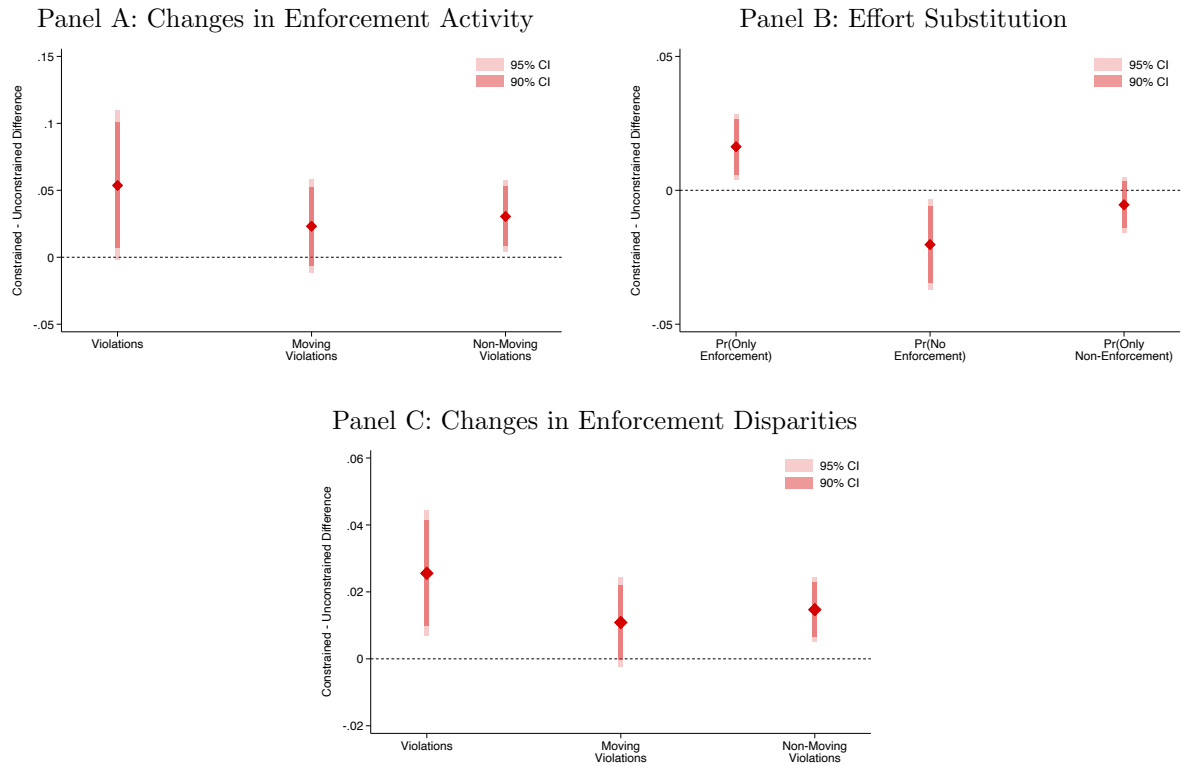 Panel A: Changes in Enforcement Activity
.15
.1
.05
0
-.05
Constrained - Unconstrained Difference
95% CI
90% CI
Violations
Moving
Violations
Non-Moving
Violations
Panel B: Effort Substitution
.05
0
-.05
Constrained - Unconstrained Difference
95% CI
90% CI
Pr(Only
Enforcement)
Pr(No
Enforcement)
Pr(Only
Non-Enforcement)
Panel C: Changes in Enforcement Disparities
.06
.04
.02
0
-.02
Constrained - Unconstrained Difference
95% CI
90% CI
Violations
Moving
Violations
Non-Moving
Violations